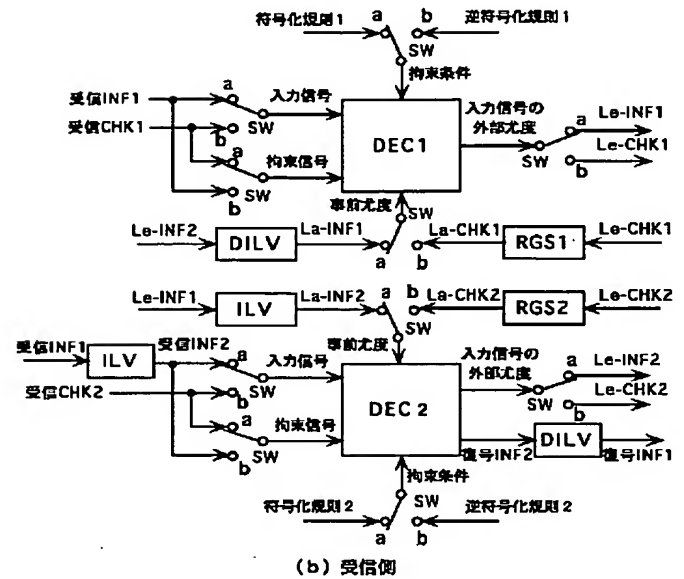 符号化規則1 a b 逆符号化規則1
SW
拘束条件
受信INF1 a 入力信号
受信CHK1 b SW
a 拘束信号
b SW
DEC1
入力信号の
外部尤度
a Le-INF1
SW b Le-CHK1
事前尤度 SW
Le-INF2 DILV La-INF1 a b La-CHK1 RGS1 Le-CHK1
Le-INF1 ILV La-INF2 a b La-CHK2 RGS2 Le-CHK2
SW
事前尤度
受信INF1 ILV 受信INF2 a 入力信号
受信CHK2 b SW
a 拘束信号
b SW
DEC2
入力信号の
外部尤度
a Le-INF2
SW b Le-CHK2
復号INF2 DILV 復号INF1
拘束条件
SW
符号化規則2 a b 逆符号化規則2
(b) 受信側